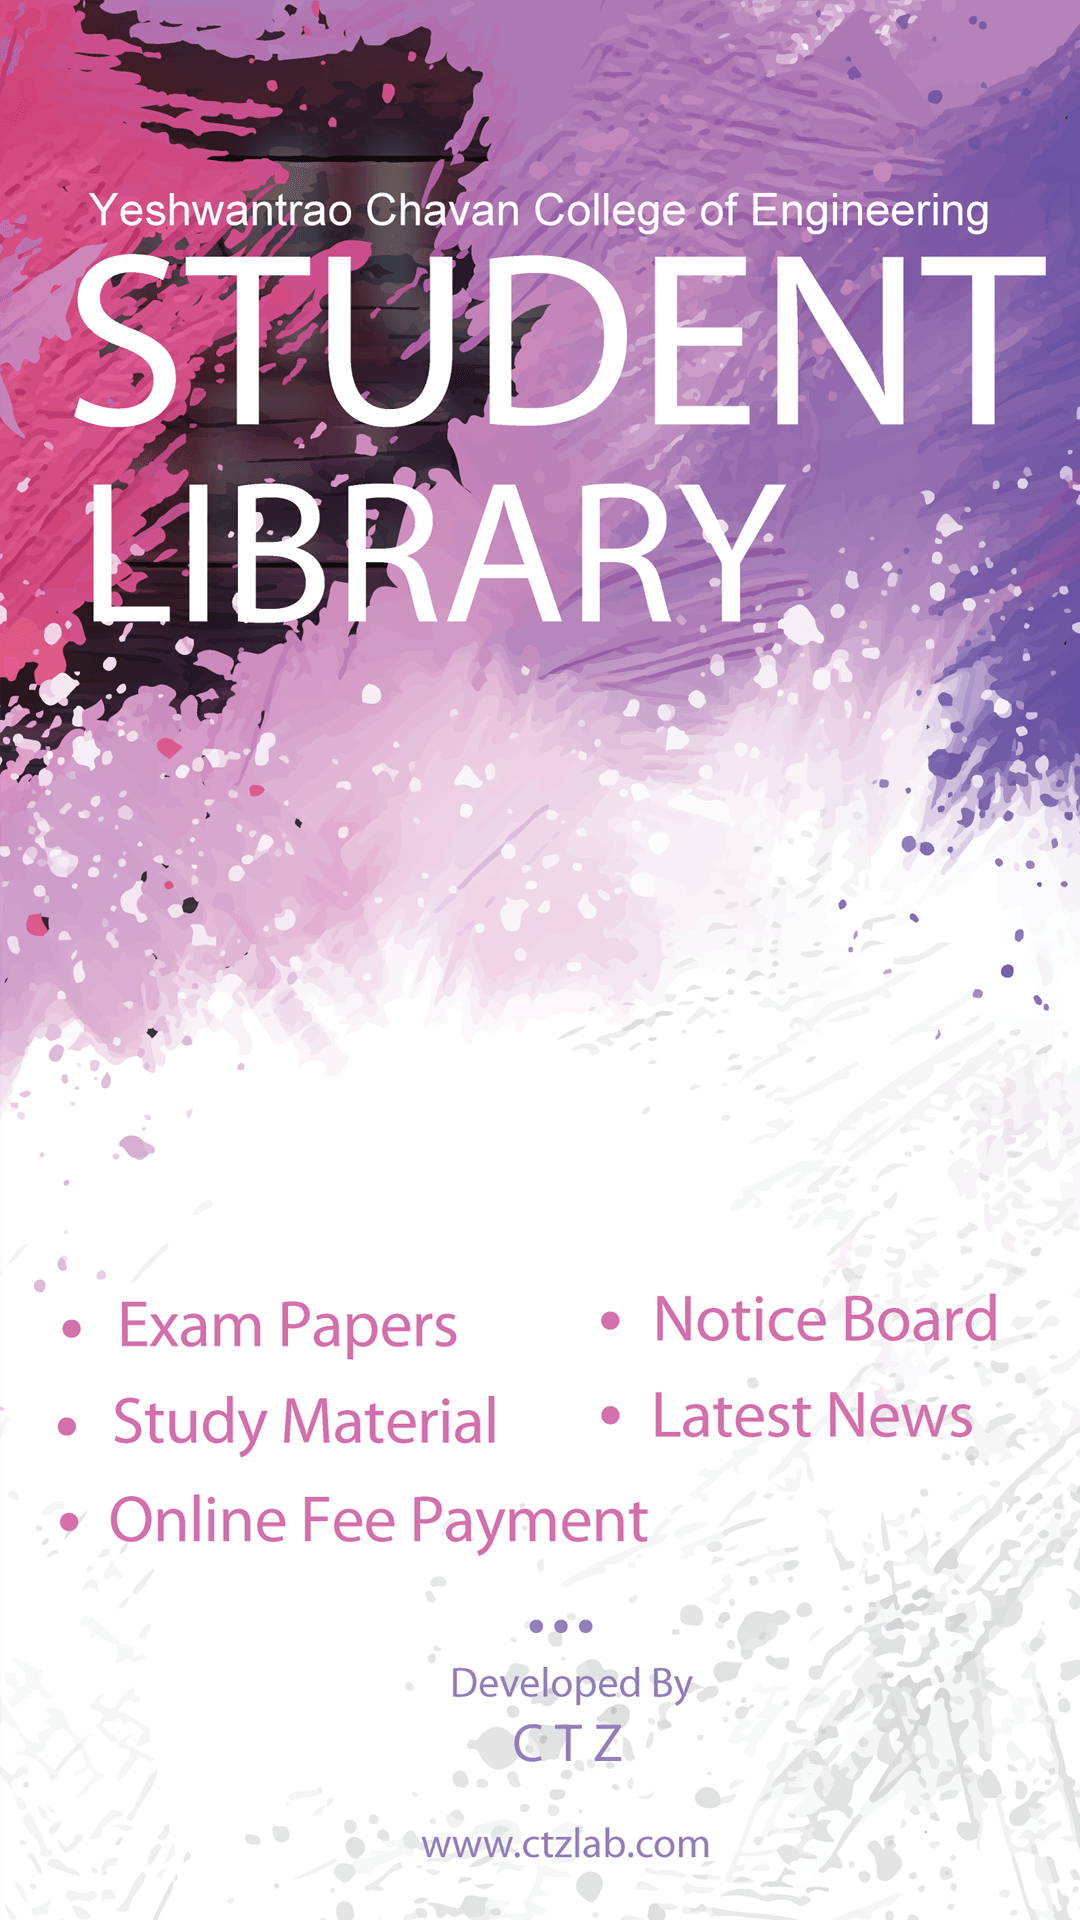 Yeshwantrao Chavan College of Engineering
STUDENT
LIBRARY
• Exam Papers
• Study Material
• Online Fee Payment
• Notice Board
• Latest News
Developed By
C T Z
www.ctzlab.com